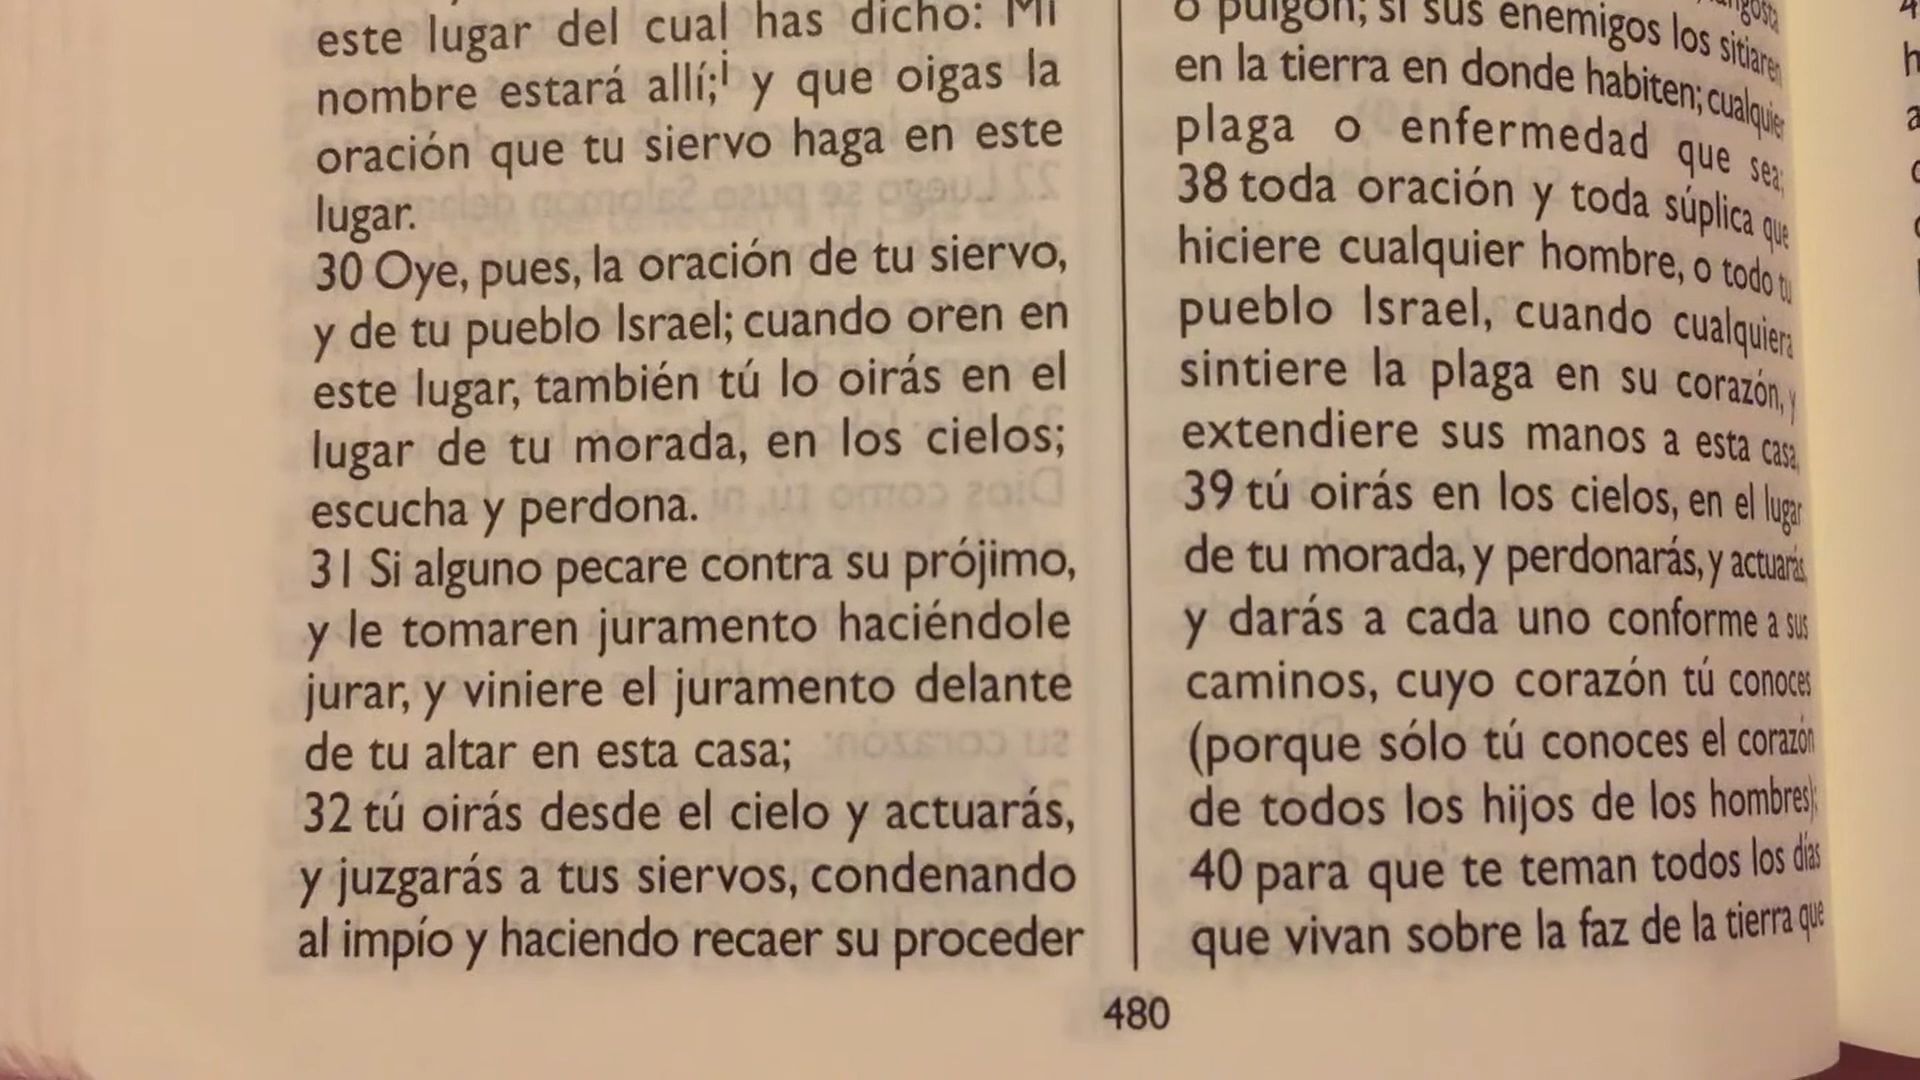 este lugar del cual has dicho: Mi
nombre estará allí;i y que oigas la
oración que tu siervo haga en este
lugar.
30 Oye, pues, la oración de tu siervo,
y de tu pueblo Israel; cuando oren en
este lugar, también tú lo oirás en el
lugar de tu morada, en los cielos;
escucha y perdona.
31 Si alguno pecare contra su prójimo,
y le tomaren juramento haciéndole
jurar, y viniere el juramento delante
de tu altar en esta casa;
32 tú oirás desde el cielo y actuarás,
y juzgarás a tus siervos, condenando
al impío y haciendo recaer su proceder
o pulgón; si sus enemigos los sitiaren
en la tierra en donde habiten; cualquier
plaga o enfermedad que sea;
38 toda oración y toda súplica que
hiciere cualquier hombre, o todo tu
pueblo Israel, cuando cualquiera
sintiere la plaga en su corazón, y
extendiere sus manos a esta casa,
39 tú oirás en los cielos, en el lugar
de tu morada, y perdonarás, y actuarás,
y darás a cada uno conforme a sus
caminos, cuyo corazón tú conoces
(porque sólo tú conoces el corazón
de todos los hijos de los hombres);
40 para que te teman todos los días
que vivan sobre la faz de la tierra que
480